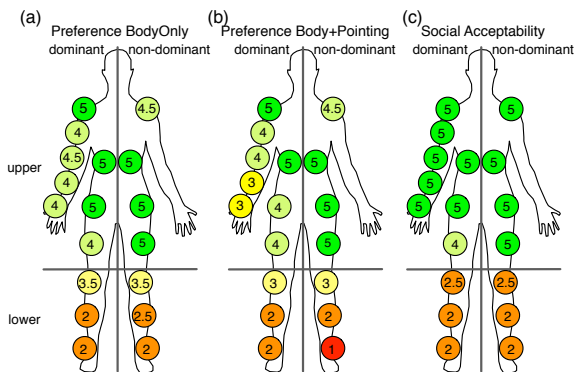 (a) (b) (c)
Preference BodyOnly Preference Body+Pointing Social Acceptability
dominant non-dominant dominant non-dominant dominant non-dominant
5 4.5 5 4.5 5 5
4 4 5
upper 4.5 5 5 4 5 5 5 5 5
4 3 5
4 5 5 3 4 5 5 5 5
4 5 4 5 4 5
3.5 3.5 3 3 2.5 2.5
lower 2 2.5 2 2 2 2
2 2 2 1 2 2